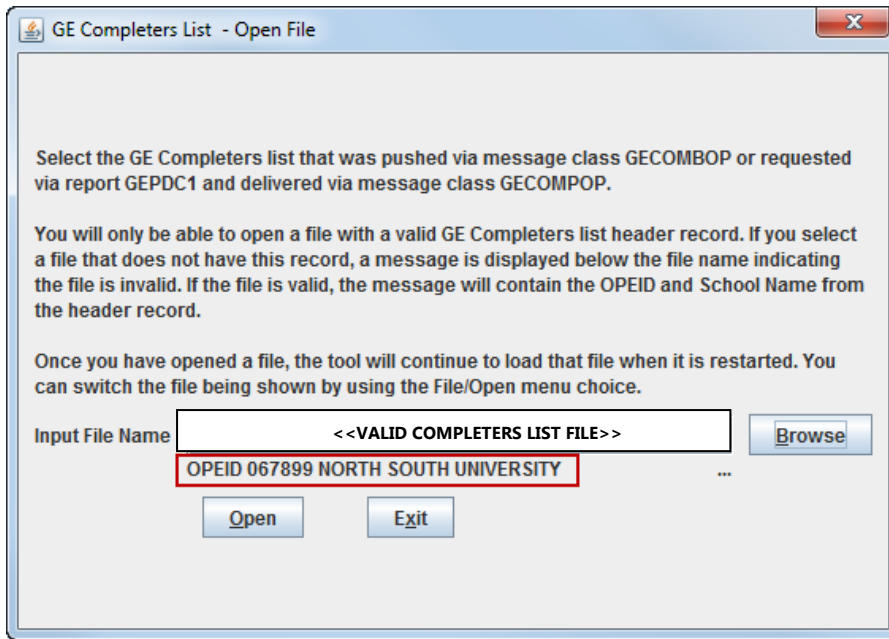 GE Completers List - Open File
Select the GE Completers list that was pushed via message class GECOMBOP or requested
via report GEPDC1 and delivered via message class GECOMPOP.
You will only be able to open a file with a valid GE Completers list header record. If you select
a file that does not have this record, a message is displayed below the file name indicating
the file is invalid. If the file is valid, the message will contain the OPEID and School Name from
the header record.
Once you have opened a file, the tool will continue to load that file when it is restarted. You
can switch the file being shown by using the File/Open menu choice.
Input File Name <<VALID COMPLETERS LIST FILE>> Browse
OPEID 067899 NORTH SOUTH UNIVERSITY ...
Open Exit